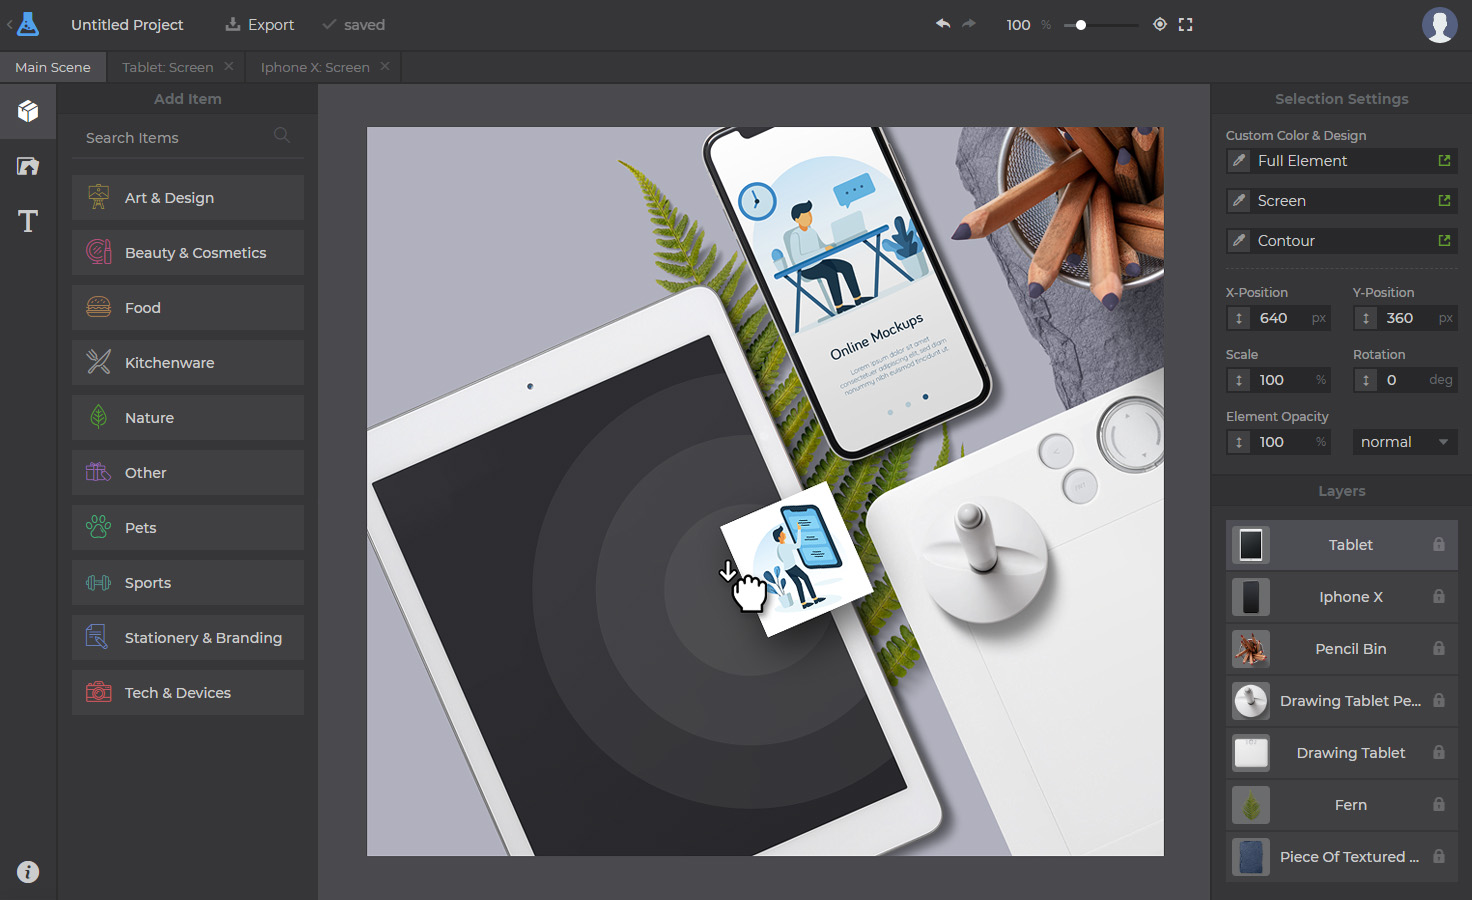 Untitled Project
Export
saved
100 %
Main Scene
Tablet: Screen
Iphone X: Screen
Add Item
Search Items
Art & Design
Beauty & Cosmetics
Food
Kitchenware
Nature
Other
Pets
Sports
Stationery & Branding
Tech & Devices
Online Mockups
Lorem ipsum dolor sit amet
consectetuer adipiscing elit, sed diam
nonummy nibh euismod tincidunt ut.
Selection Settings
Custom Color & Design
Full Element
Screen
Contour
X-Position
Y-Position
640 px
360 px
Scale
Rotation
100 %
0 deg
Element Opacity
100 %
normal
Layers
Tablet
Iphone X
Pencil Bin
Drawing Tablet Pe...
Drawing Tablet
Fern
Piece Of Textured ...